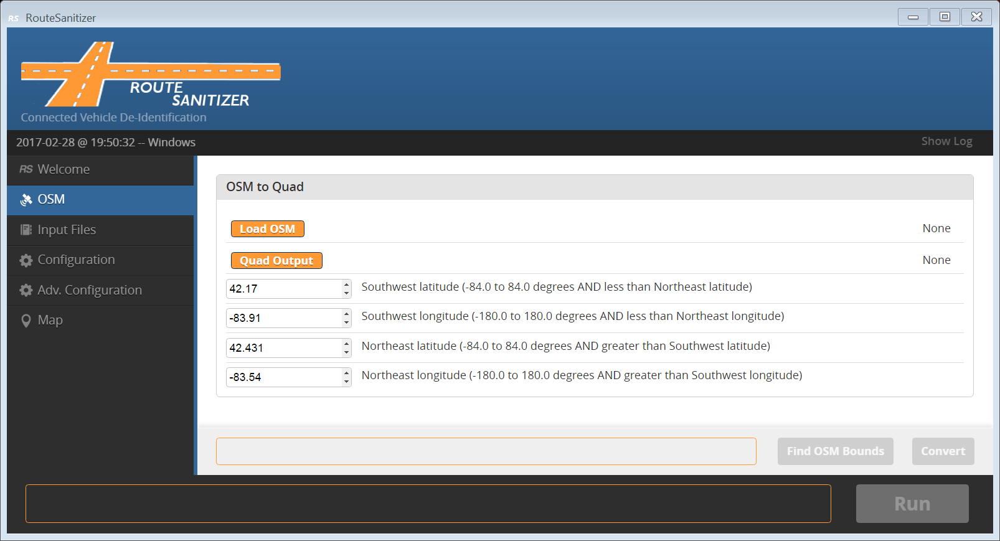 RS RouteSanitizer
ROUTE
SANITIZER
Connected Vehicle De-Identification
2017-02-28 @ 19:50:32 -- Windows Show Log
RS Welcome
OSM
Input Files
Configuration
Adv. Configuration
Map
OSM to Quad
Load OSM None
Quad Output None
42.17 Southwest latitude (-84.0 to 84.0 degrees AND less than Northeast latitude)
-83.91 Southwest longitude (-180.0 to 180.0 degrees AND less than Northeast longitude)
42.431 Northeast latitude (-84.0 to 84.0 degrees AND greater than Southwest latitude)
-83.54 Northeast longitude (-180.0 to 180.0 degrees AND greater than Southwest longitude)
Find OSM Bounds Convert
Run